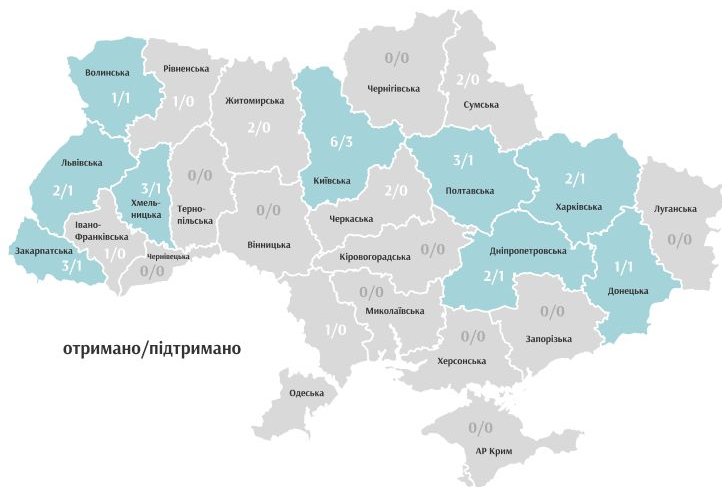 0/0
Чернігівська
2/0
Сумська
Волинська
1/1
Рівненська
1/0
Житомирська
2/0
6/3
Київська
3/1
Полтавська
2/1
Харківська
Львівська
2/1
3/1
Хмель-
ницька
0/0
Терно-
пільська
2/0
Черкаська
Луганська
0/0
Івано-
Франківська
1/0
0/0
Вінницька
Закарпатська
3/1
Чернівецька
0/0
Кіровоградська
0/0
Дніпропетровська
2/1
1/1
Донецька
0/0
Миколаївська
0/0
Запорізька
1/0
0/0
Херсонська
отримано/підтримано
Одеська
0/0
АР Крим